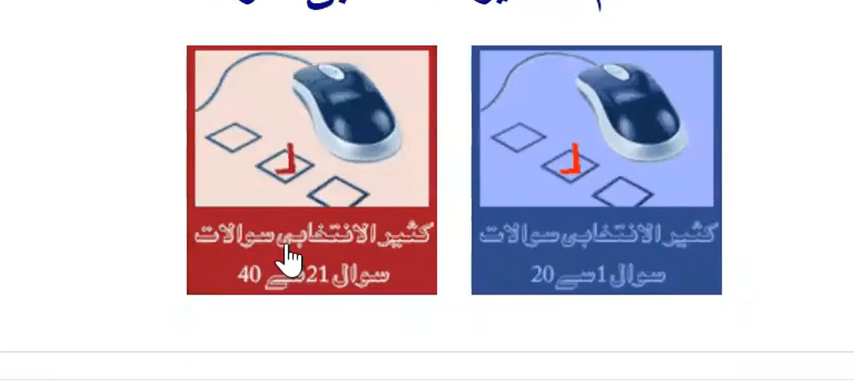 کثیر الانتخابی سوالات
سوال 1 سے 20
کثیر الانتخابی سوالات
سوال 21 سے 40